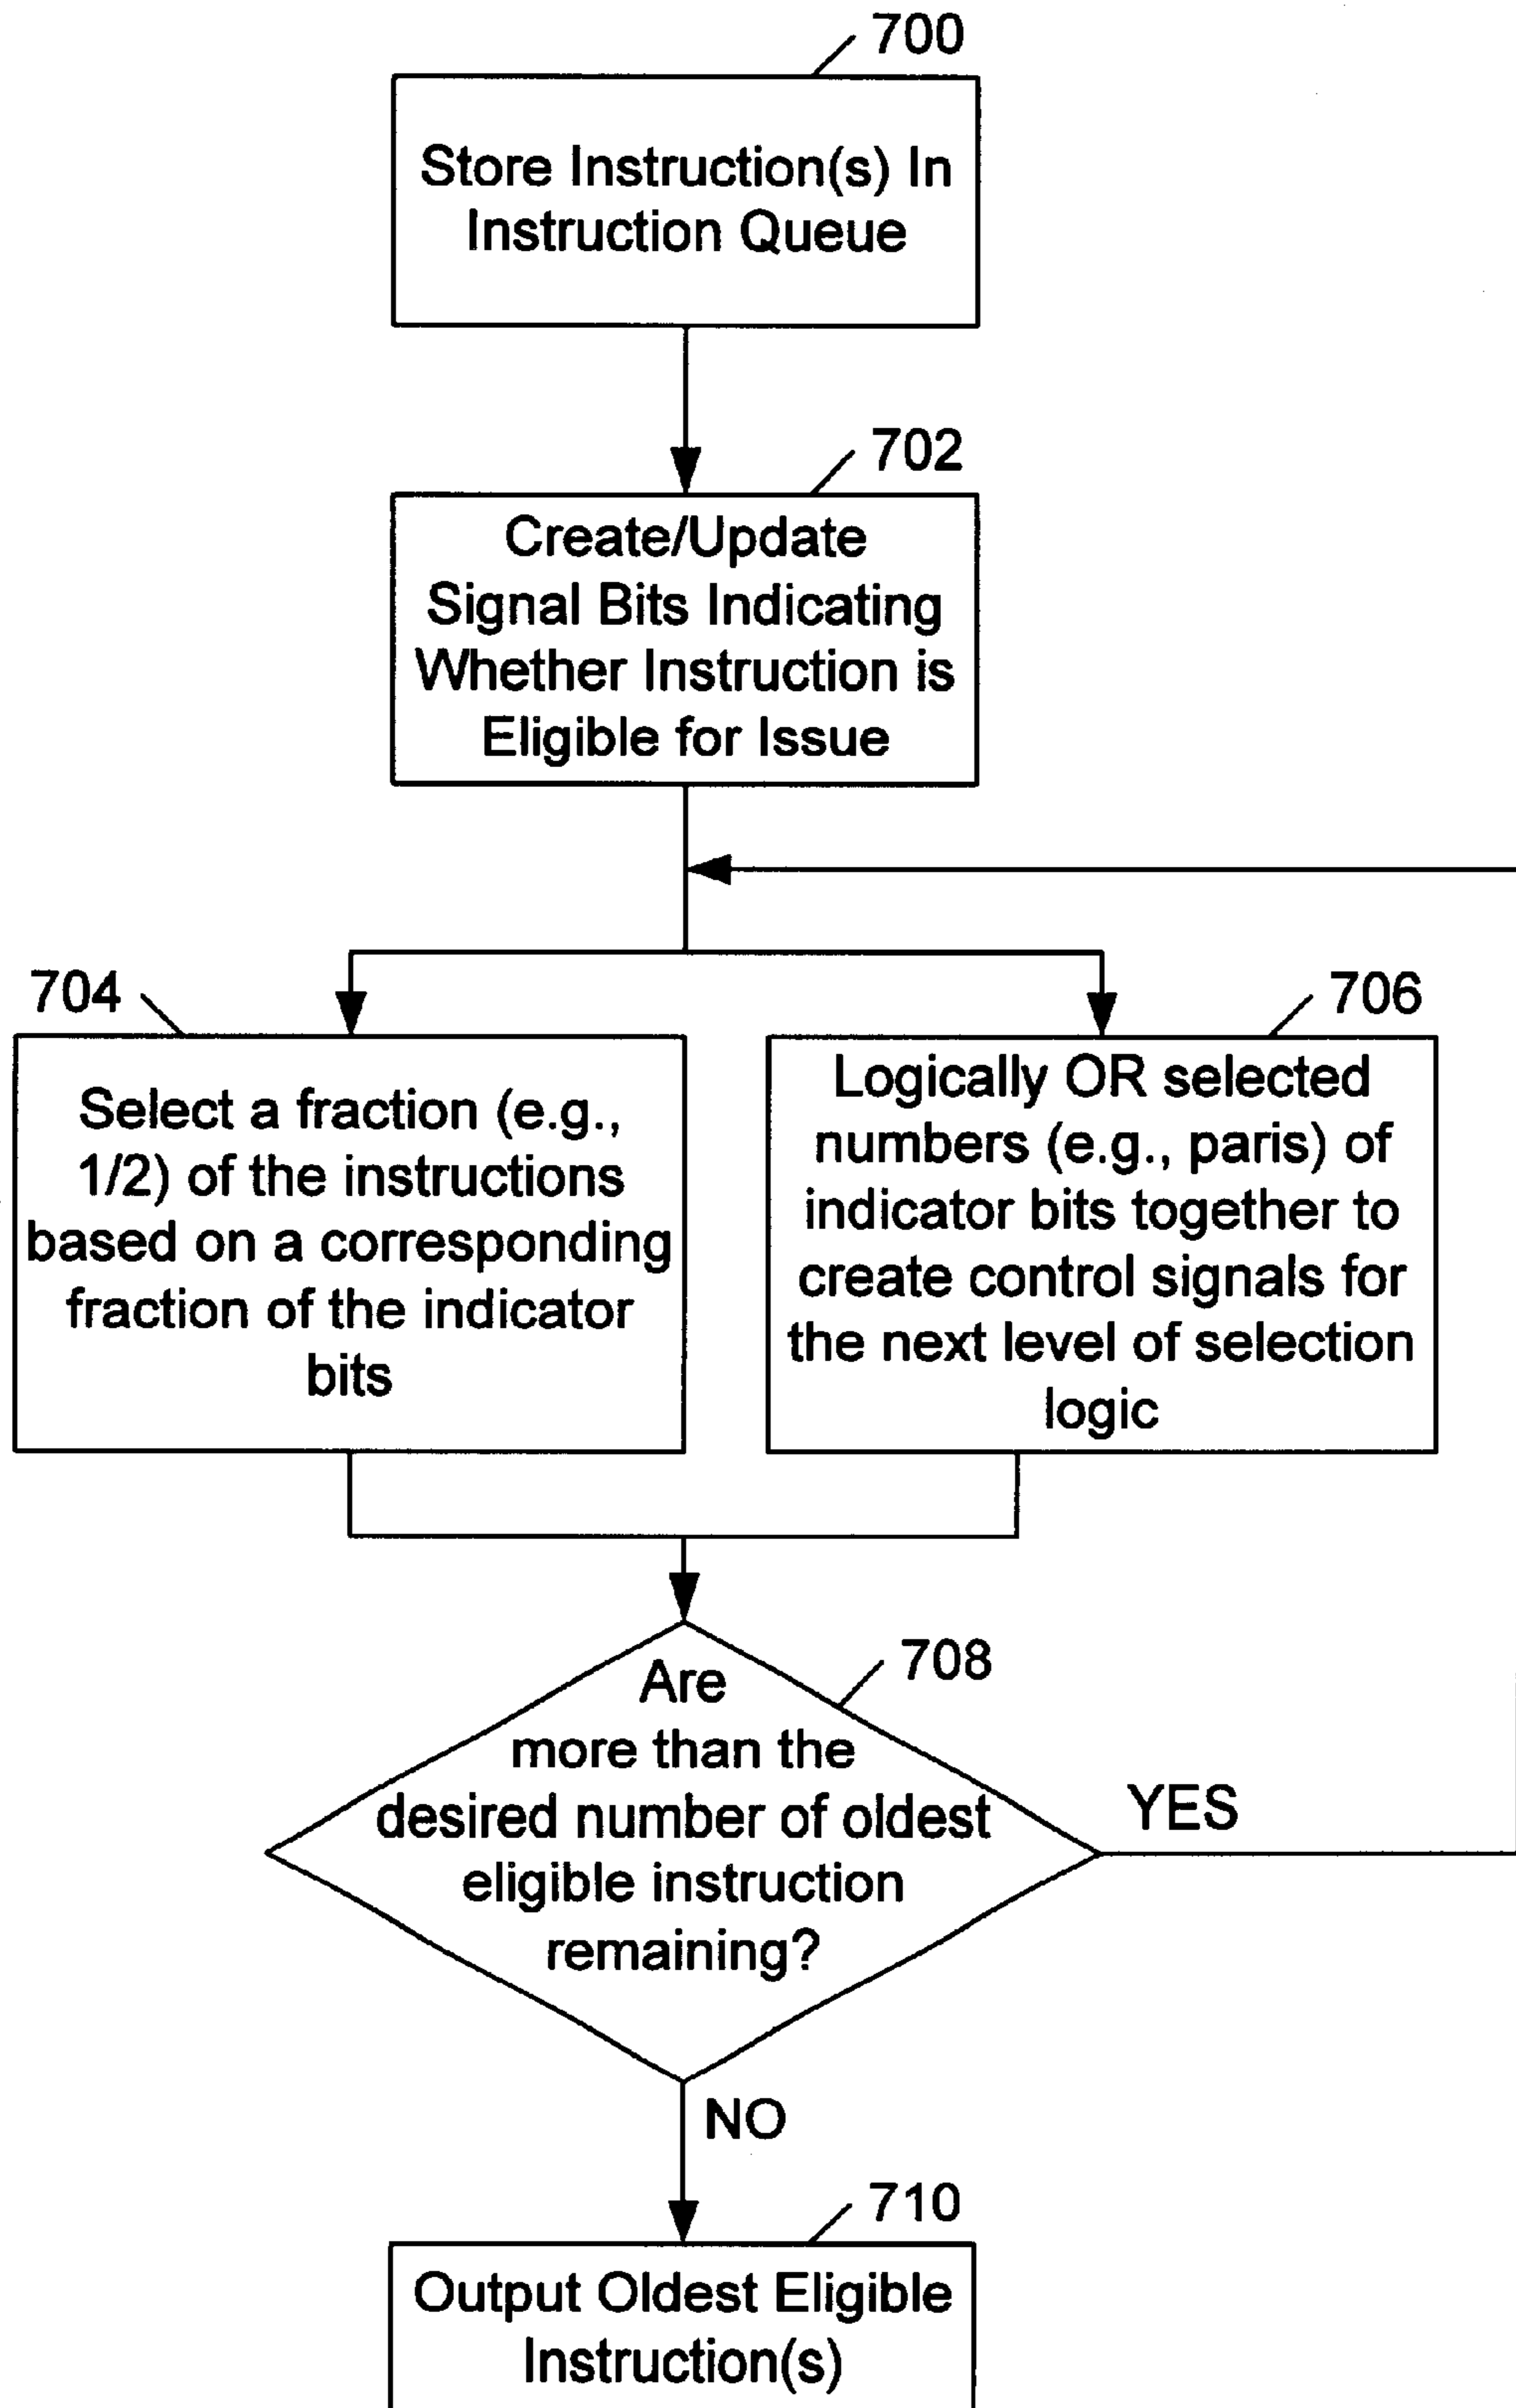 700
Store Instruction(s) In
Instruction Queue
702
Create/Update
Signal Bits Indicating
Whether Instruction is
Eligible for Issue
704
Select a fraction (e.g.,
1/2) of the instructions
based on a corresponding
fraction of the indicator
bits
706
Logically OR selected
numbers (e.g., paris) of
indicator bits together to
create control signals for
the next level of selection
logic
708
Are
more than the
desired number of oldest
eligible instruction
remaining?
YES
NO
710
Output Oldest Eligible
Instruction(s)